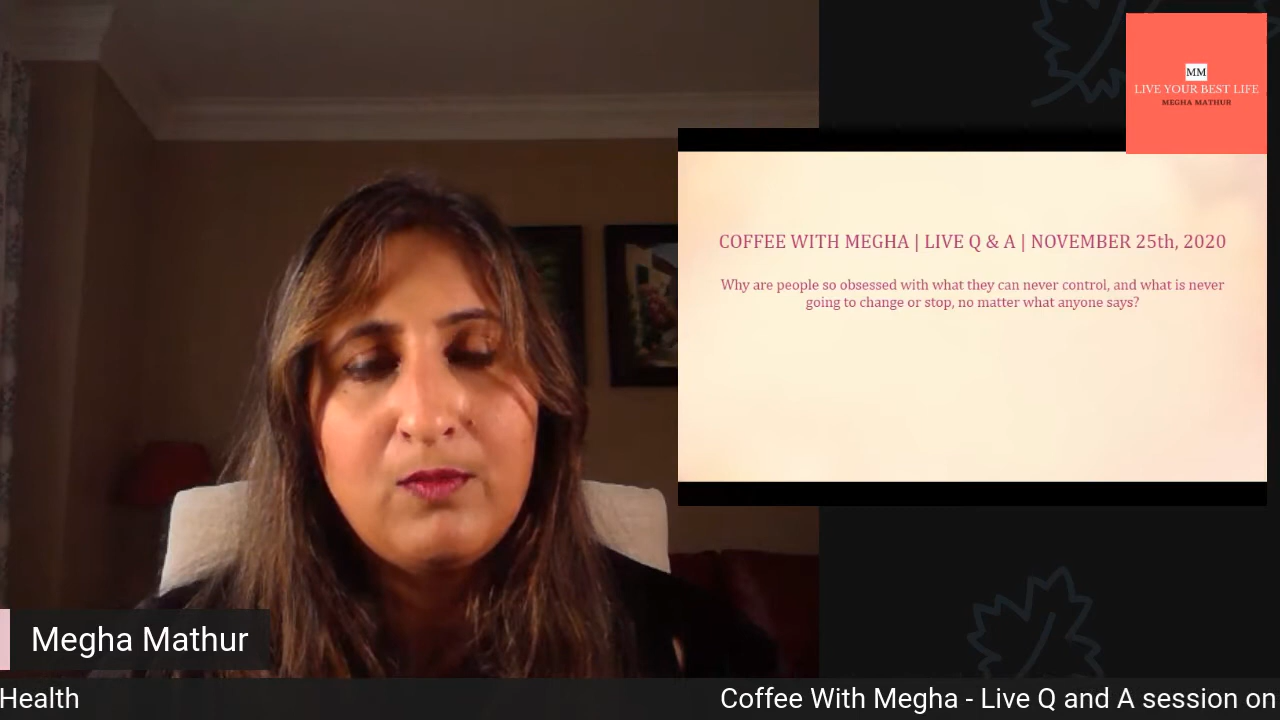 MM
LIVE YOUR BEST LIFE
MEGHA MATHUR
COFFEE WITH MEGHA | LIVE Q & A | NOVEMBER 25th, 2020
Why are people so obsessed with what they can never control, and what is never
going to change or stop, no matter what anyone says?
Megha Mathur
Health
Coffee With Megha - Live Q and A session on